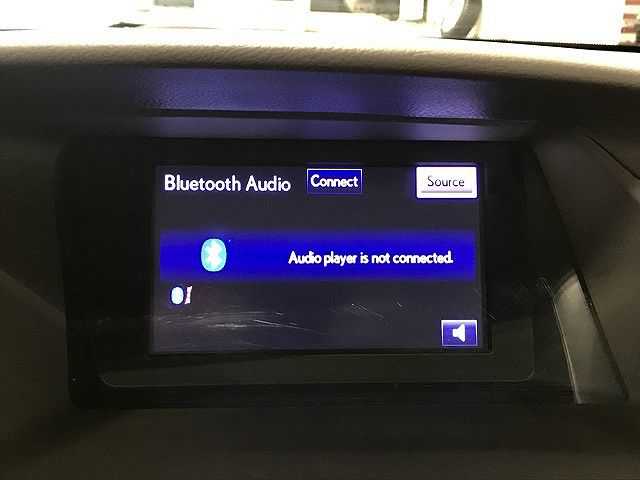 Bluetooth Audio Connect Source
Audio player is not connected.